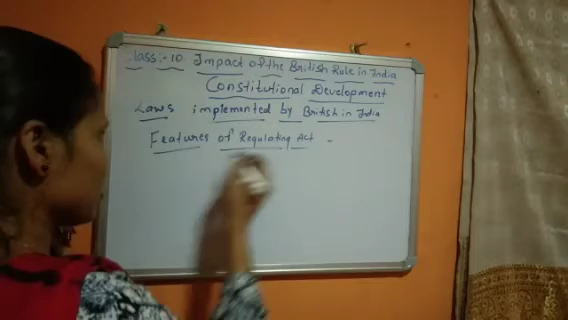 Class:- 10. Impact of the British Rule in India
Constitutional Development
Laws implemented by British in India
Features of Regulating Act -